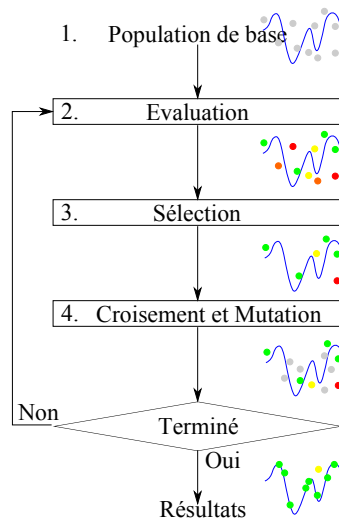 1. Population de base
2. Evaluation
3. Sélection
4. Croisement et Mutation
Non
Terminé
Oui
Résultats